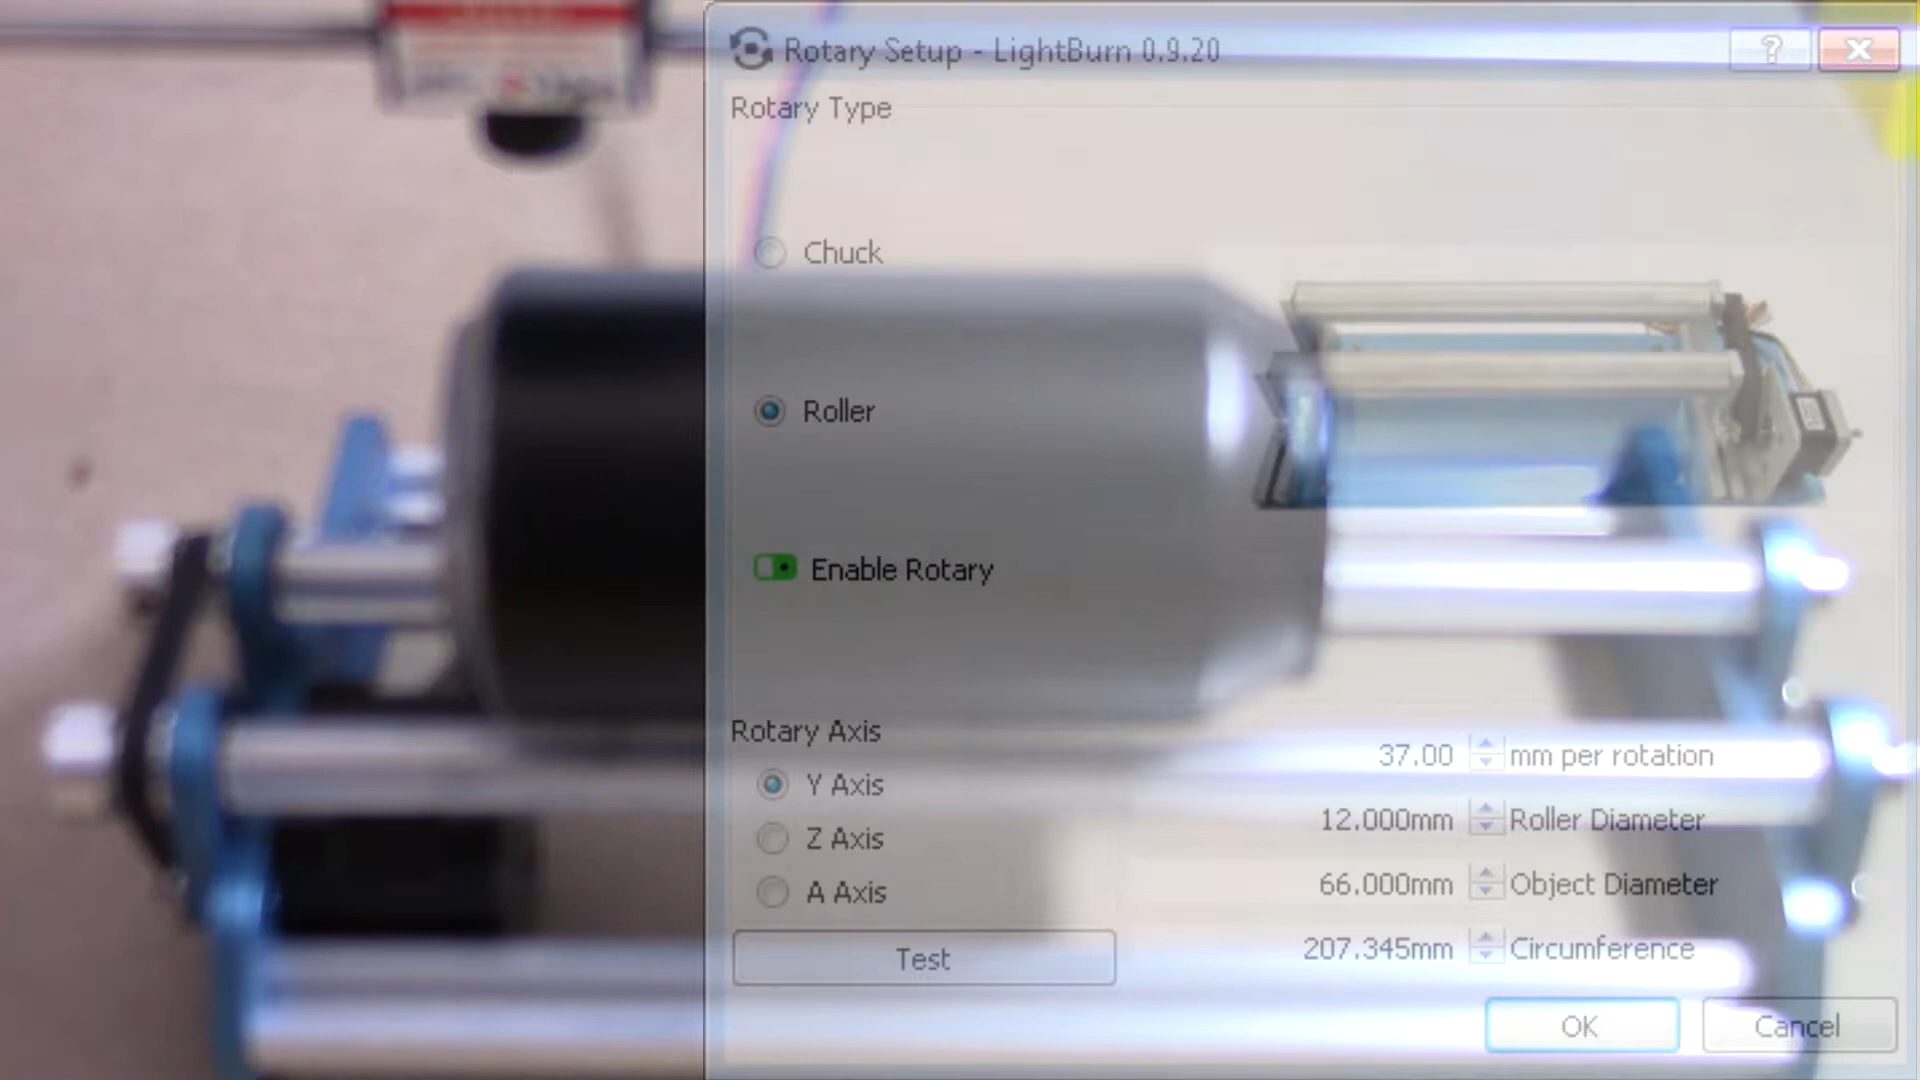 Rotary Setup - LightBurn 0.9.20
?
Rotary Type
Chuck
Roller
Enable Rotary
Rotary Axis
Y Axis
Z Axis
A Axis
Test
37.00 mm per rotation
12.000mm Roller Diameter
66.000mm Object Diameter
207.345mm Circumference
OK
Cancel